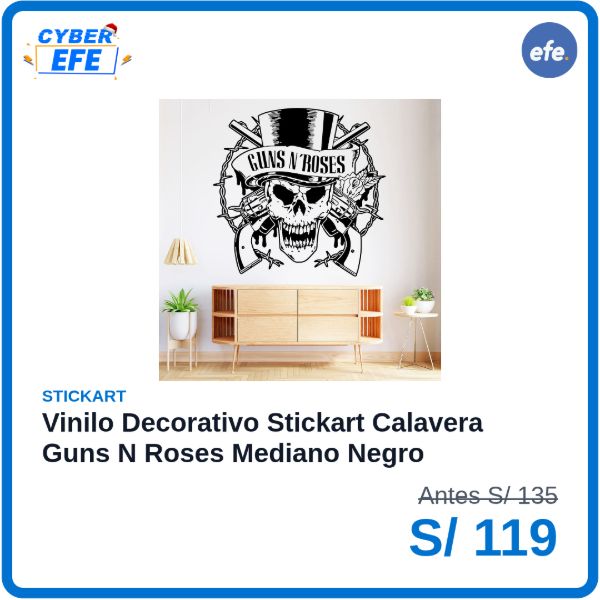 CYBER
EFE
efe.
GUNS N' ROSES
STICKART
Vinilo Decorativo Stickart Calavera
Guns N Roses Mediano Negro
Antes S/ 135
S/ 119